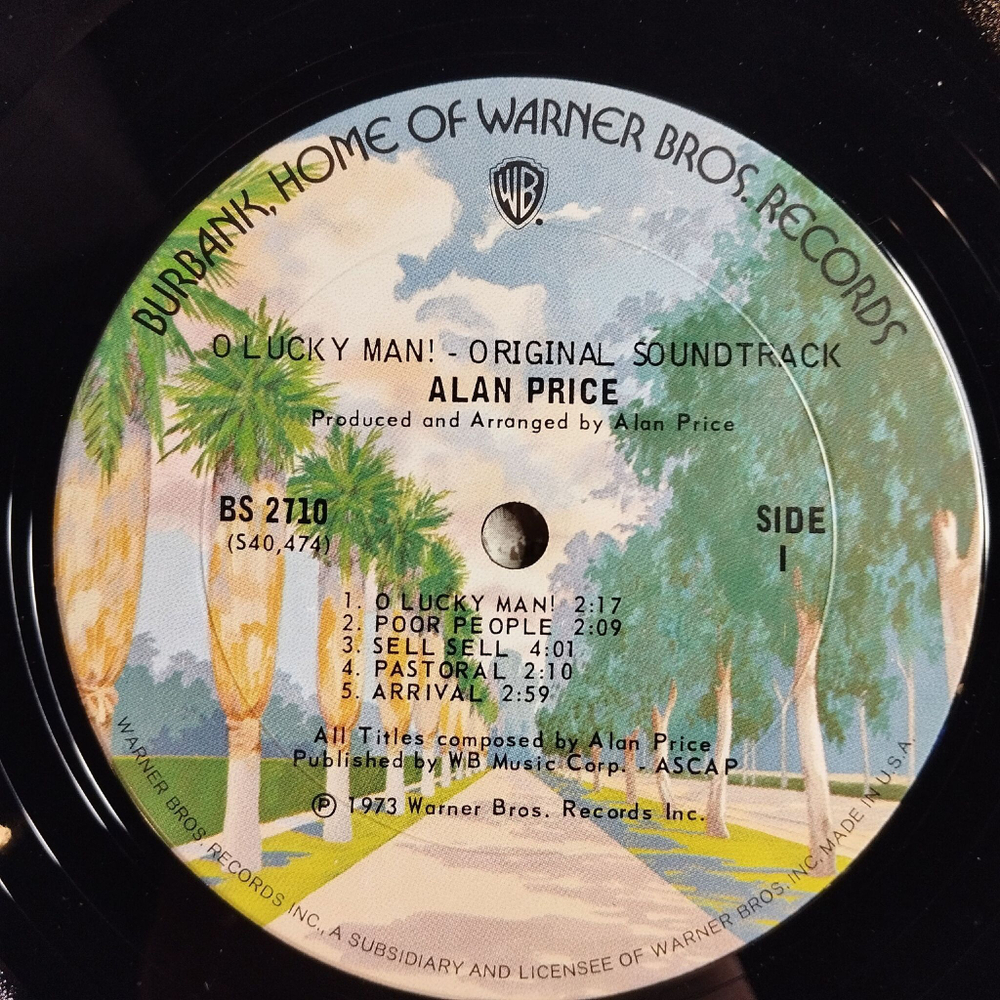 BURBANK, HOME OF WARNER BROS. RECORDS
WB
O LUCKY MAN! - ORIGINAL SOUNDTRACK
ALAN PRICE
Produced and Arranged by Alan Price
BS 2710
(S40,474)
SIDE
1
1. O LUCKY MAN! 2:17
2. POOR PEOPLE 2:09
3. SELL SELL 4:01
4. PASTORAL 2:10
5. ARRIVAL 2:59
All Titles composed by Alan Price
Published by WB Music Corp. - ASCAP
Ⓟ 1973 Warner Bros. Records Inc.
WARNER BROS. RECORDS INC., A SUBSIDIARY AND LICENSEE OF WARNER BROS. INC. MADE IN U.S.A.